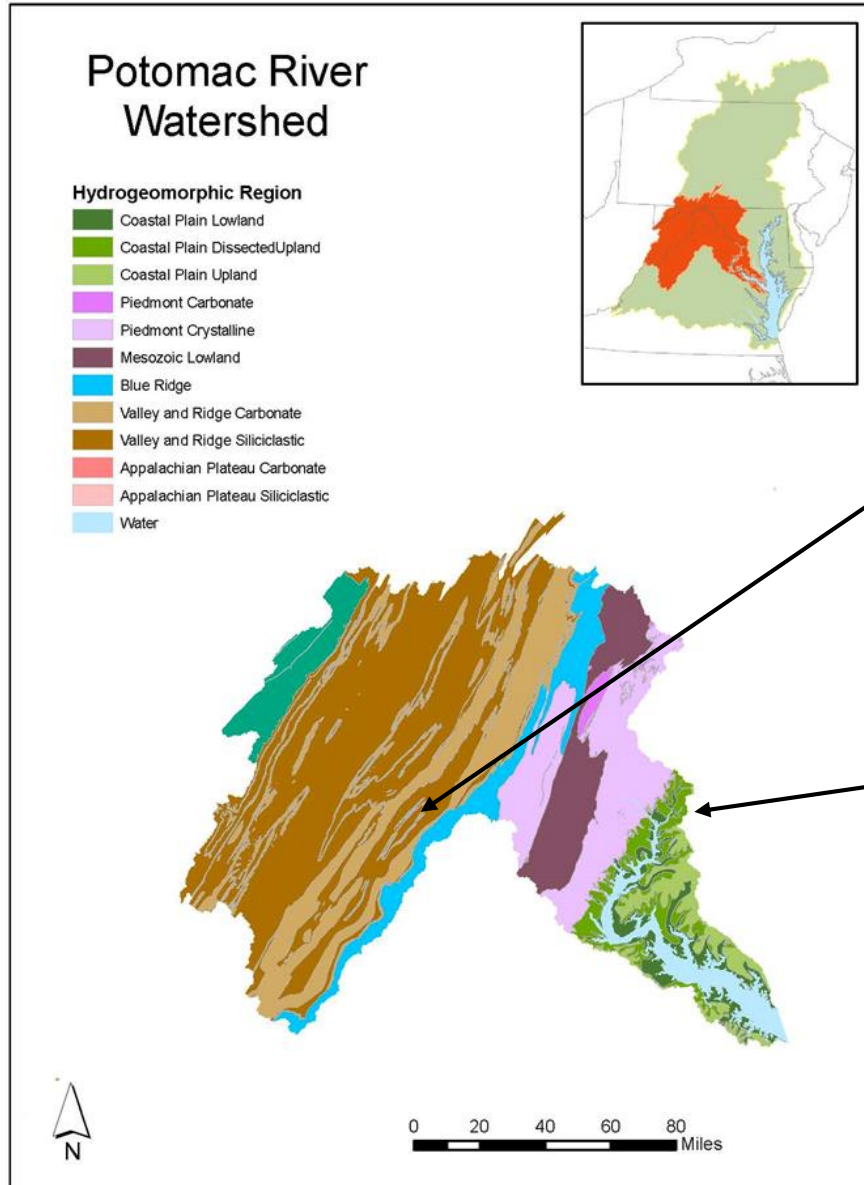 Potomac River
Watershed
Hydrogeomorphic Region
Coastal Plain Lowland
Coastal Plain DissectedUpland
Coastal Plain Upland
Piedmont Carbonate
Piedmont Crystalline
Mesozoic Lowland
Blue Ridge
Valley and Ridge Carbonate
Valley and Ridge Siliciclastic
Appalachian Plateau Carbonate
Appalachian Plateau Siliciclastic
Water
N
0 20 40 60 80
Miles